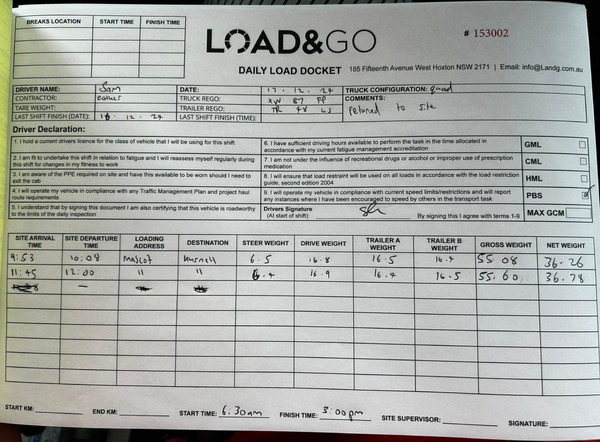 BREAKS LOCATION START TIME FINISH TIME
LOAD&GO
# 153002
DAILY LOAD DOCKET 185 Fifteenth Avenue West Hoxton NSW 2171 | Email: info@Landg.com.au
DRIVER NAME: Sam DATE: 17.12.24 TRUCK CONFIGURATION: quad
CONTRACTOR: eather TRUCK REGO: XW 87 FP COMMENTS:
TARE WEIGHT: TRAILER REGO: TR 48 to site
LAST SHIFT FINISH (DATE): 16.12.24 LAST SHIFT FINISH (TIME):
Driver Declaration:
1. I hold a current drivers licence for the class of vehicle that I will be using for this shift
2. I am fit to undertake this shift in relation to fatigue and will reassess myself regularly during this shift for changes in my fitness to work
3. I am aware of the PPE required on site and have this available to be worn should I need to exit the cab
4. I will operate my vehicle in compliance with any Traffic Management Plan and project haul route requirements
5. I understand that by signing this document I am also certifying that this vehicle is roadworthy to the limits of the daily inspection
6. I have sufficient driving hours available to perform the task in the time allocated in accordance with my current fatigue management accreditation
7. I am not under the influence of recreational drugs or alcohol or improper use of prescription medication
8. I will ensure that load restraint will be used on all loads in accordance with the load restriction guide, second edition 2004
9. I will operate my vehicle in compliance with current speed limits/restrictions and will report any instances where I have been encouraged to speed by others in the transport task
Drivers Signature
(At start of shift): By signing this I agree with terms 1-9
GML
CML
HML
PBS
MAX GCM
SITE ARRIVAL TIME SITE DEPARTURE TIME LOADING ADDRESS DESTINATION STEER WEIGHT DRIVE WEIGHT TRAILER A WEIGHT TRAILER B WEIGHT GROSS WEIGHT NET WEIGHT
9:53 10:08 Mascot kurnell 6.5 16.8 16.5 16.4 55 08 36-26
11:45 12:00 11 11 6.4 16.9 16.4 16.5 55.60 36.78
START KM: END KM: START TIME: 6.30am FINISH TIME: 3:00pm SITE SUPERVISOR: SIGNATURE: